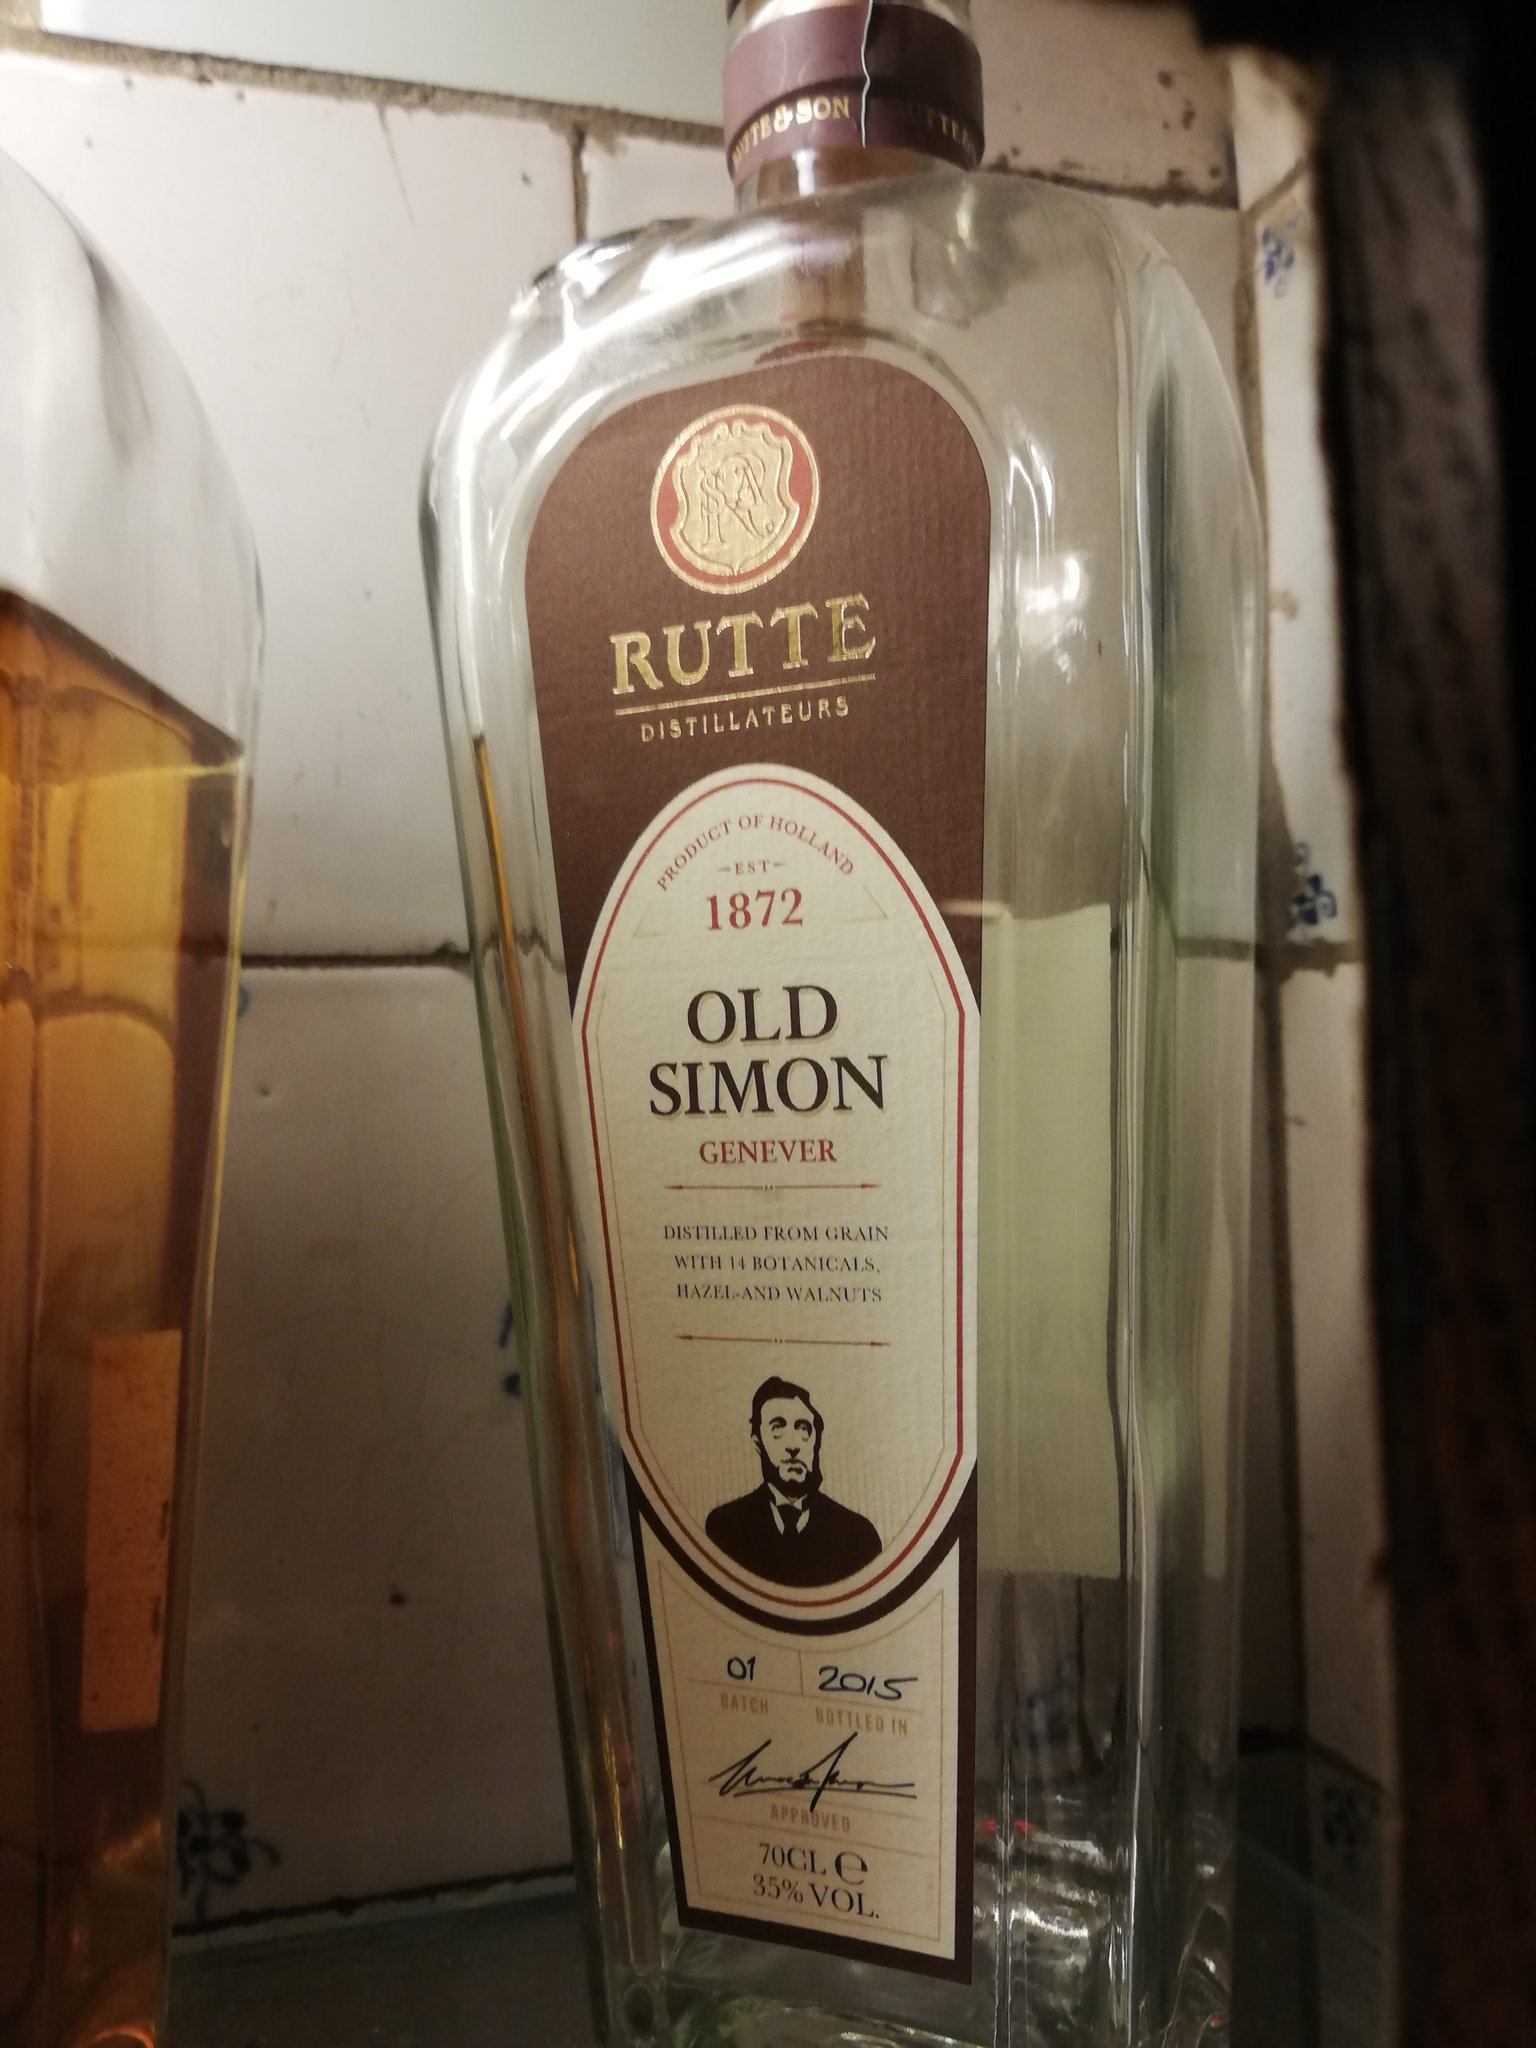 & SON
RUTTE
DISTILLATEURS
PRODUCT OF HOLLAND
EST
1872
OLD
SIMON
GENEVER
DISTILLED FROM GRAIN
WITH 14 BOTANICALS,
HAZEL-AND WALNUTS
01 2015
BATCH BOTTLED IN
APPROVED
70CL e
35% VOL.